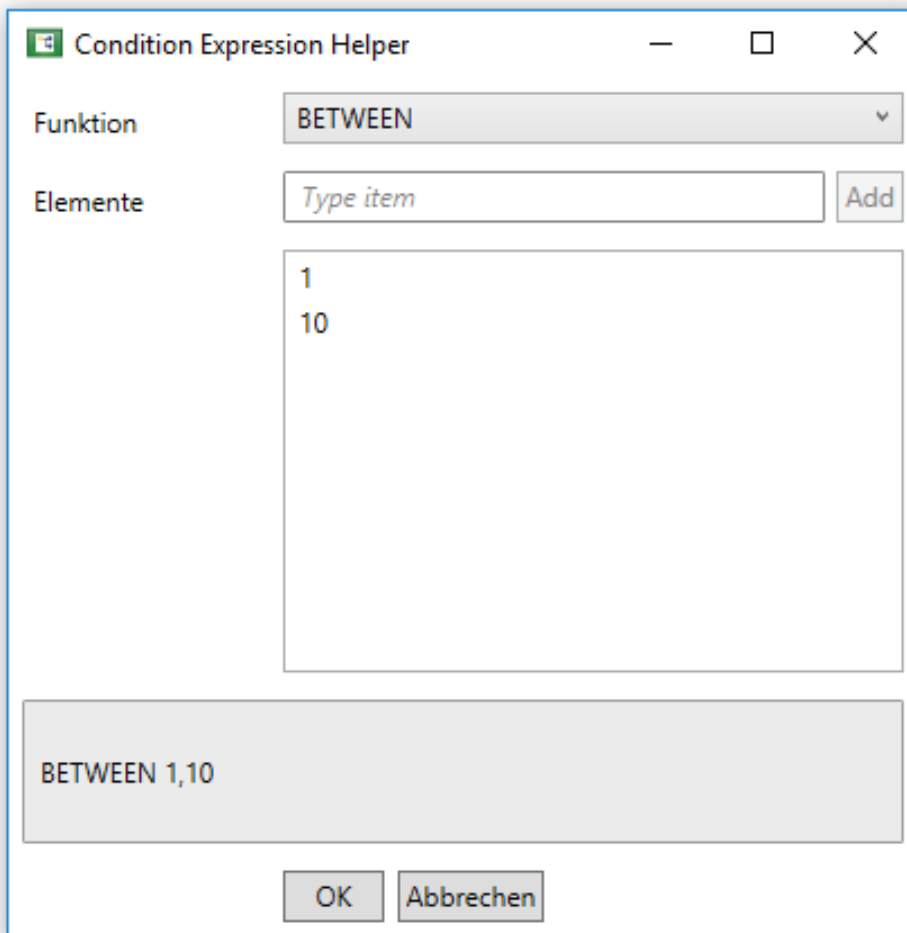 Condition Expression Helper
Funktion BETWEEN
Elemente Type item Add
1
10
BETWEEN 1,10
OK Abbrechen